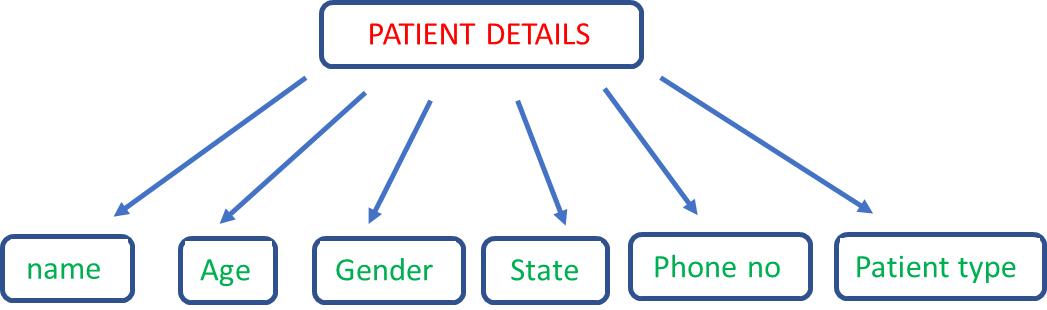 PATIENT DETAILS
name
Age
Gender
State
Phone no
Patient type